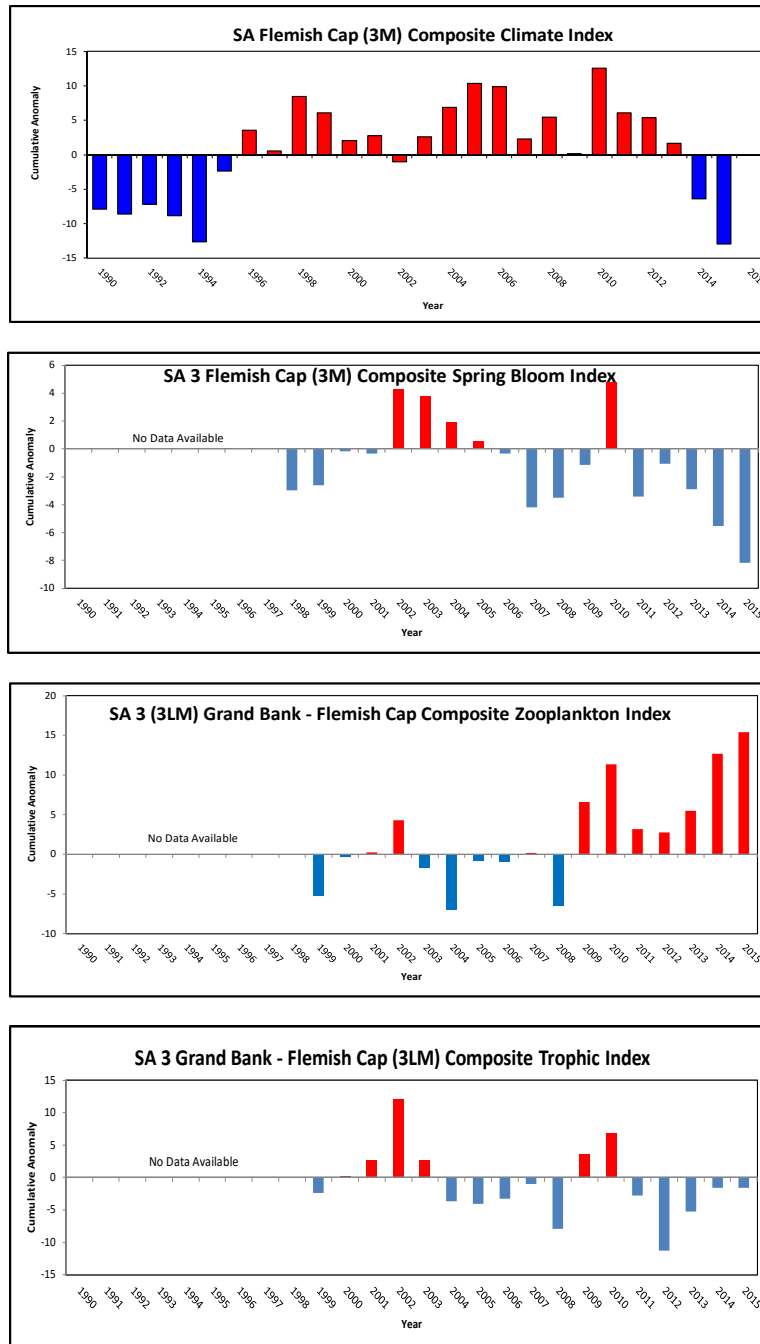 SA Flemish Cap (3M) Composite Climate Index
Cumulative Anomaly
15
10
5
0
-5
-10
-15
1990 1992 1994 1996 1998 2000 2002 2004 2006 2008 2010 2012 2014
Year
SA 3 Flemish Cap (3M) Composite Spring Bloom Index
Cumulative Anomaly
6
4
2
0
-2
-4
-6
-8
-10
No Data Available
1990 1991 1992 1993 1994 1995 1996 1997 1998 1999 2000 2001 2002 2003 2004 2005 2006 2007 2008 2009 2010 2011 2012 2013 2014 2015
Year
SA 3 (3LM) Grand Bank - Flemish Cap Composite Zooplankton Index
Cumulative Anomaly
20
15
10
5
0
-5
-10
No Data Available
1990 1991 1992 1993 1994 1995 1996 1997 1998 1999 2000 2001 2002 2003 2004 2005 2006 2007 2008 2009 2010 2011 2012 2013 2014 2015
Year
SA 3 Grand Bank - Flemish Cap (3LM) Composite Trophic Index
Cumulative Anomaly
15
10
5
0
-5
-10
-15
No Data Available
1990 1991 1992 1993 1994 1995 1996 1997 1998 1999 2000 2001 2002 2003 2004 2005 2006 2007 2008 2009 2010 2011 2012 2013 2014 2015
Year